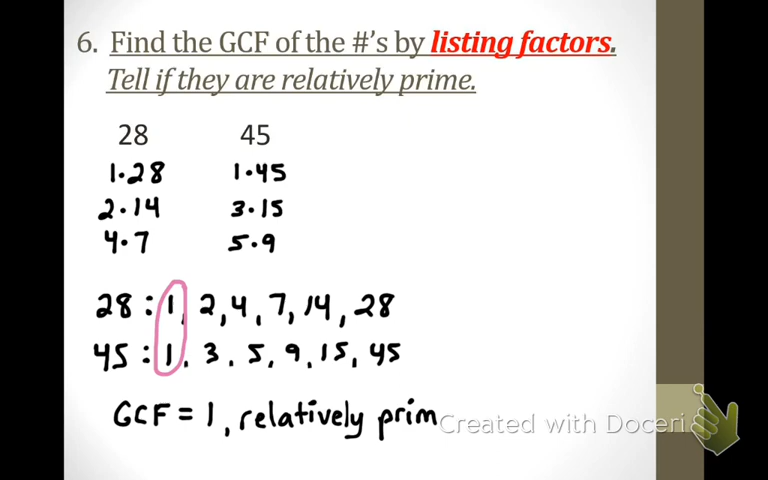 6. Find the GCF of the #'s by listing factors.
Tell if they are relatively prime.
28 45
1·28 1·45
2·14 3·15
4·7 5·9
28 : 1, 2, 4, 7, 14, 28
45 : 1, 3, 5, 9, 15, 45
GCF = 1, relatively prim
Created with Doceri